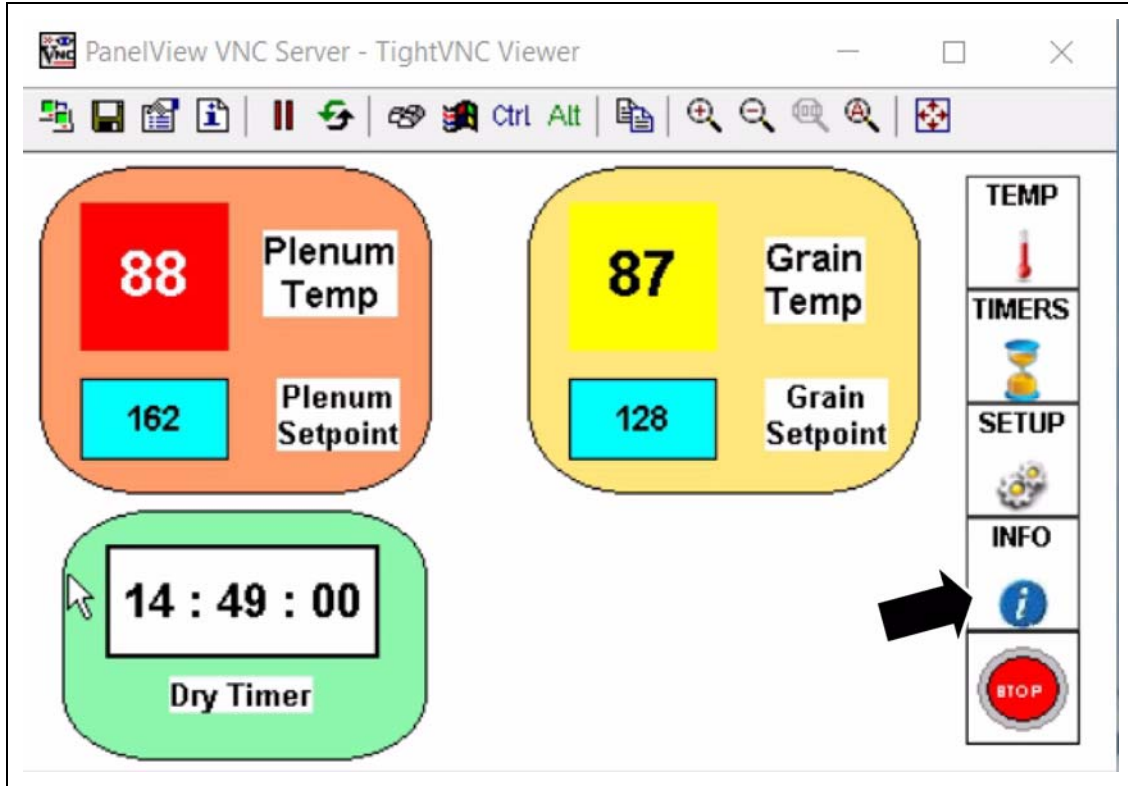 PanelView VNC Server - TightVNC Viewer
Ctrl Alt
88
Plenum
Temp
162
Plenum
Setpoint
87
Grain
Temp
128
Grain
Setpoint
14 : 49 : 00
Dry Timer
TEMP
TIMERS
SETUP
INFO
STOP